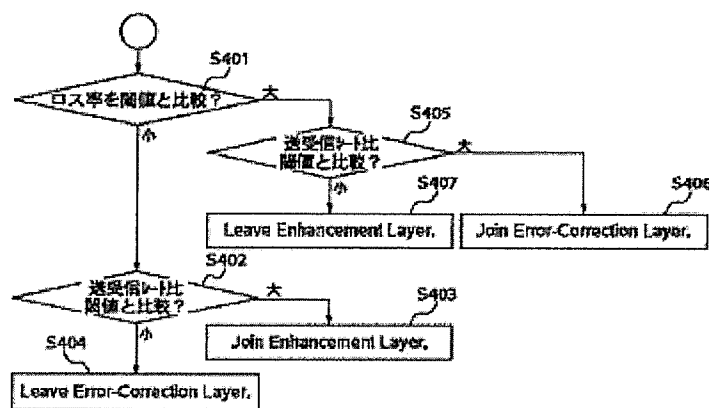 S401
ロス率を閾値と比較？
大
小
S405
送受信レート比
閾値と比較？
大
小
S407
Leave Enhancement Layer.
S406
Join Error-Correction Layer.
S402
送受信レート比
閾値と比較？
大
小
S403
Join Enhancement Layer.
S404
Leave Error-Correction Layer.